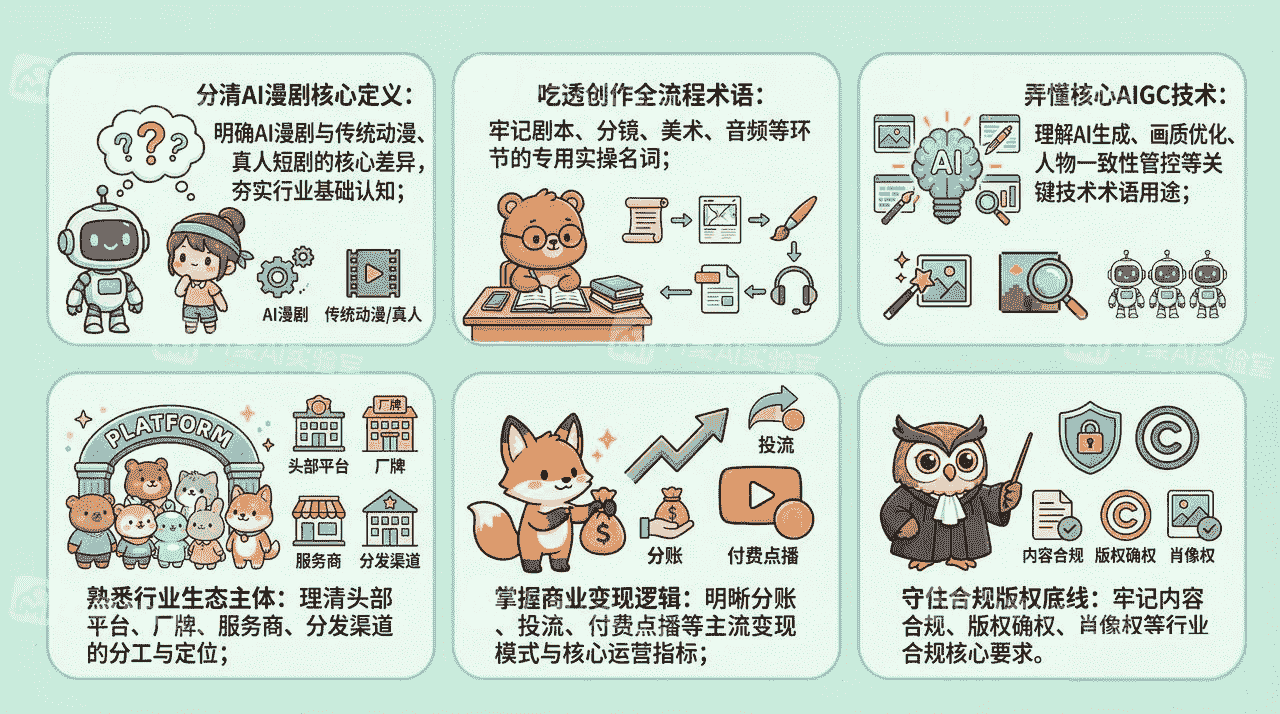 分清AI漫剧核心定义：
明确AI漫剧与传统动漫、
真人短剧的核心差异，
夯实行业基础认知；
AI漫剧
传统动漫/真人
吃透创作全流程术语：
牢记剧本、分镜、美术、音频等环
节的专用实操名词；
弄懂核心AIGC技术：
理解AI生成、画质优化、
人物一致性管控等关
键技术术语用途；
AI
PLATFORM
头部平台
厂牌
厂牌
服务商
分发渠道
熟悉行业生态主体：理清头部
平台、厂牌、服务商、分发渠道
的分工与定位；
投流
分账
付费点播
掌握商业变现逻辑：明晰分账
、投流、付费点播等主流变现
模式与核心运营指标；
内容合规
版权确权
肖像权
守住合规版权底线：牢记内容
合规、版权确权、肖像权等行业
合规核心要求。